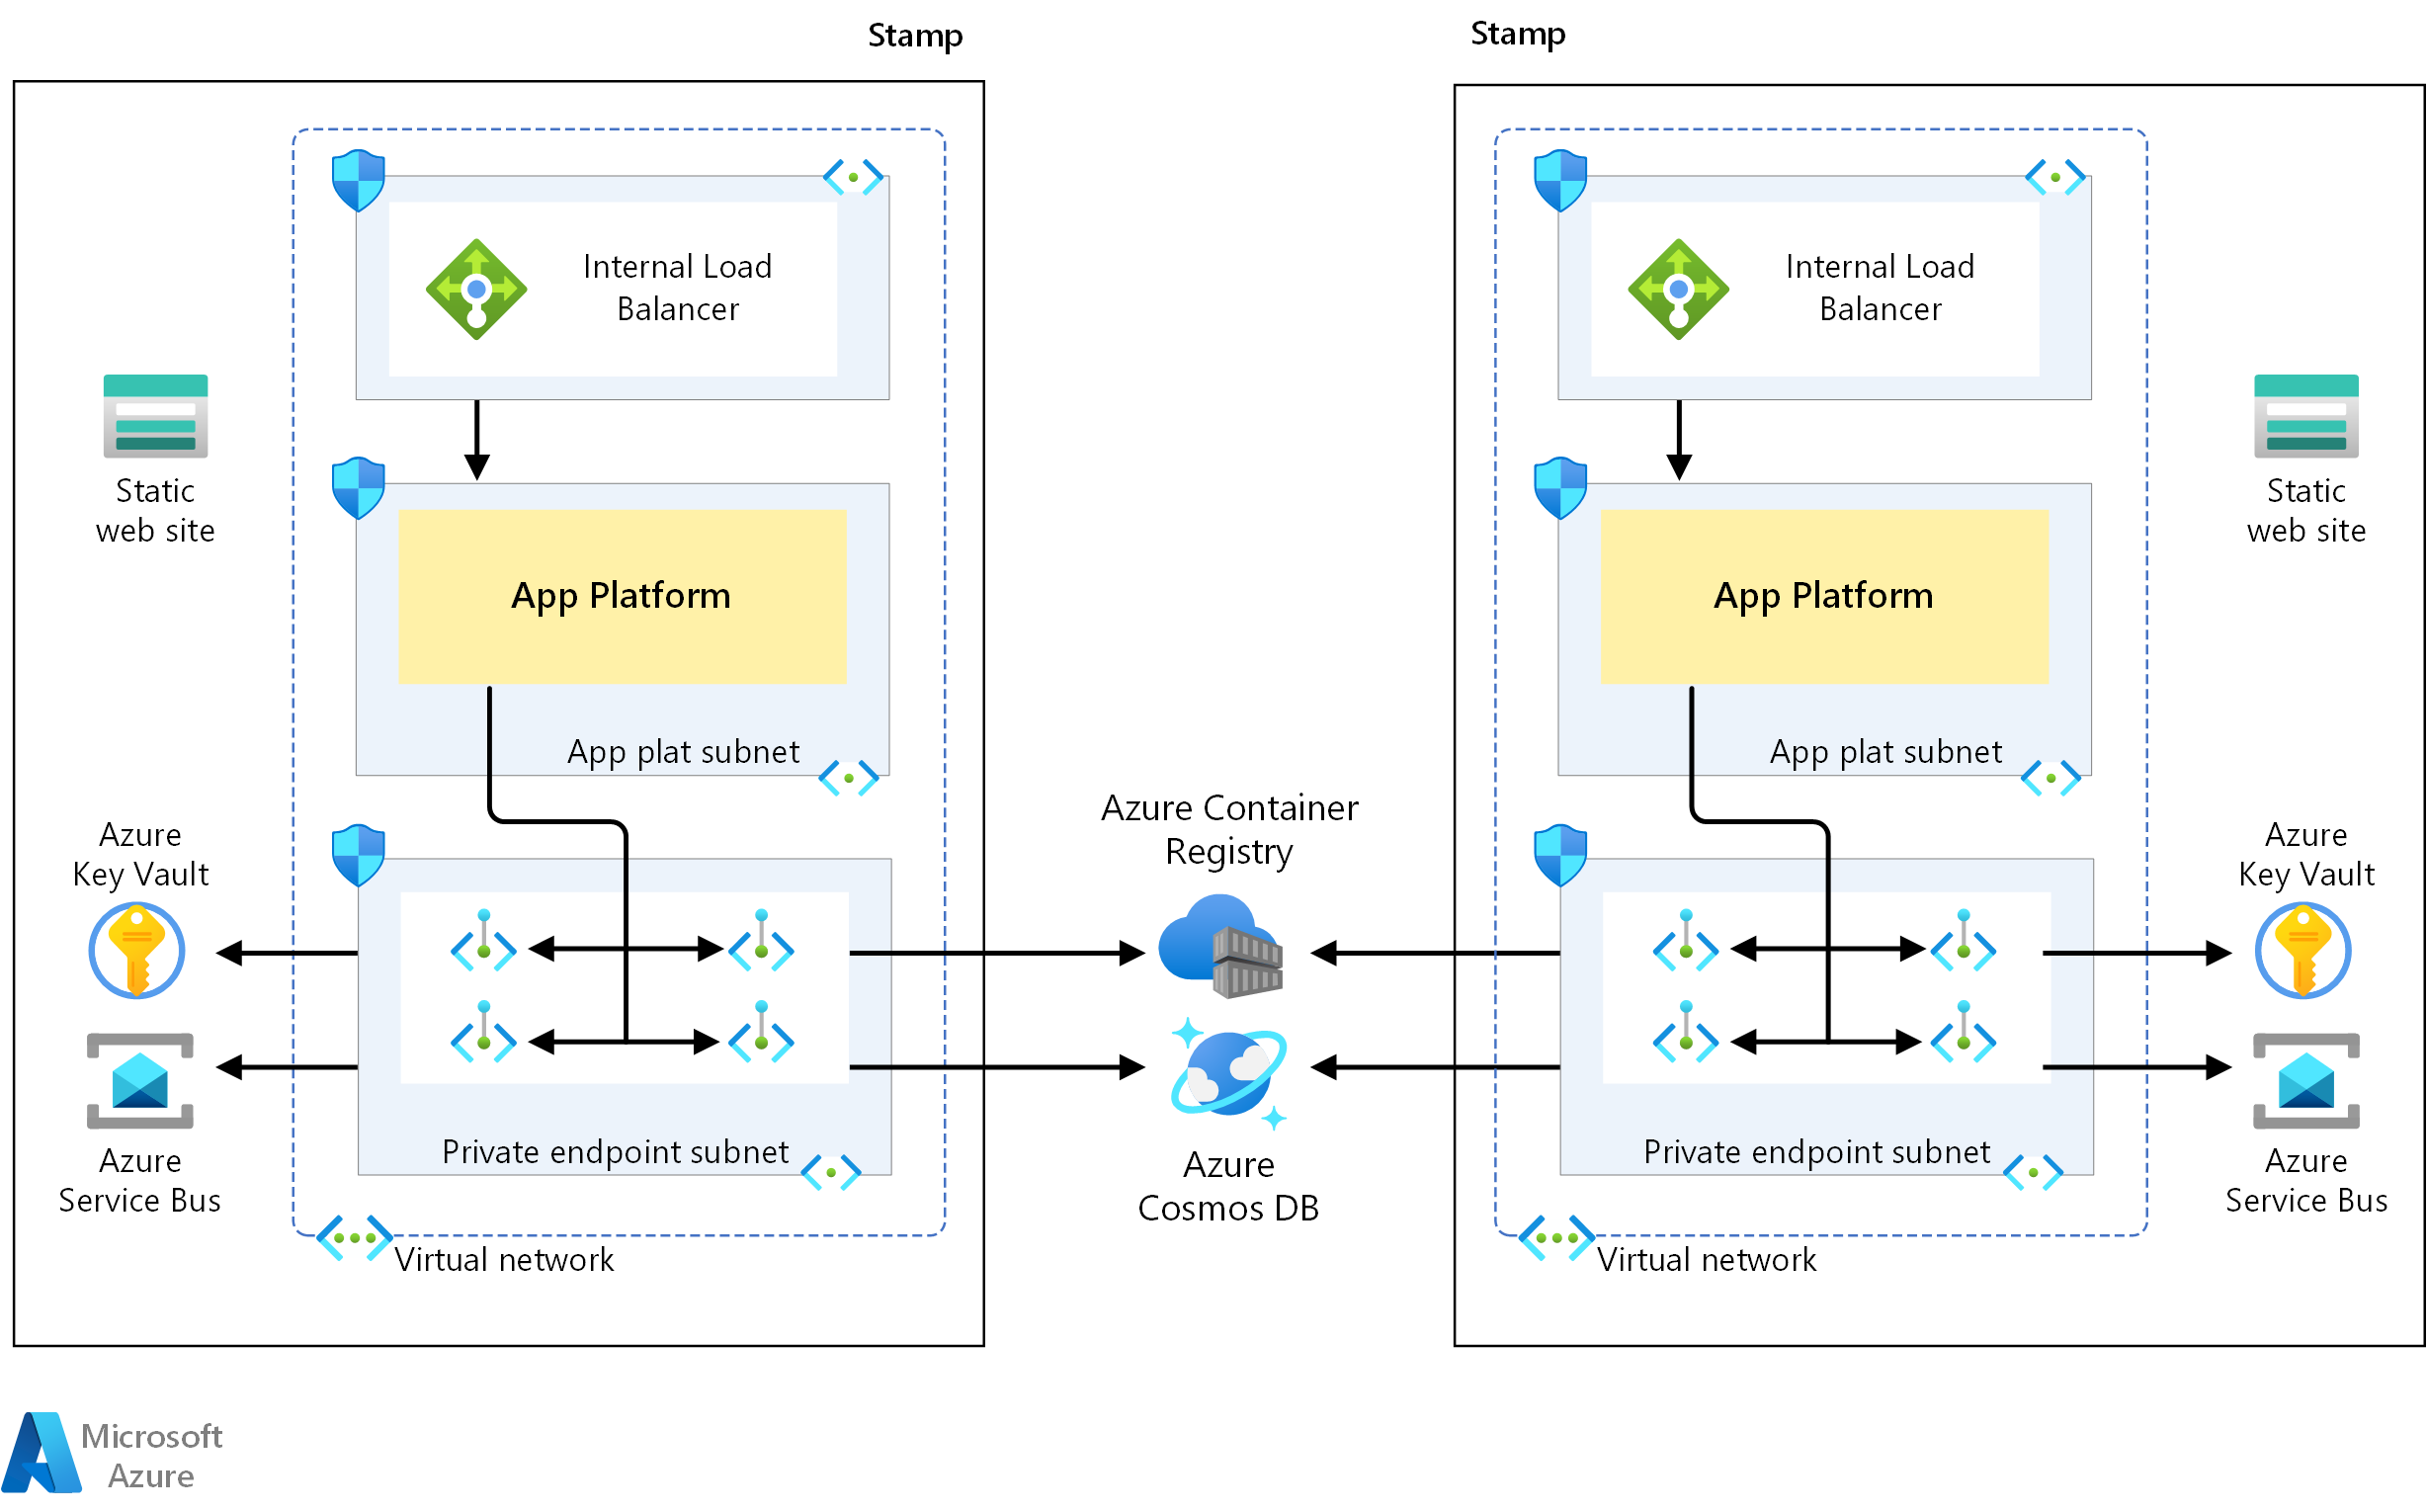 Stamp
Internal Load
Balancer
Static
web site
App Platform
App plat subnet
Azure
Key Vault
Azure
Service Bus
Private endpoint subnet
Virtual network
Azure Container
Registry
Azure
Cosmos DB
Stamp
Internal Load
Balancer
Static
web site
App Platform
App plat subnet
Azure
Key Vault
Azure
Service Bus
Private endpoint subnet
Virtual network
Microsoft
Azure